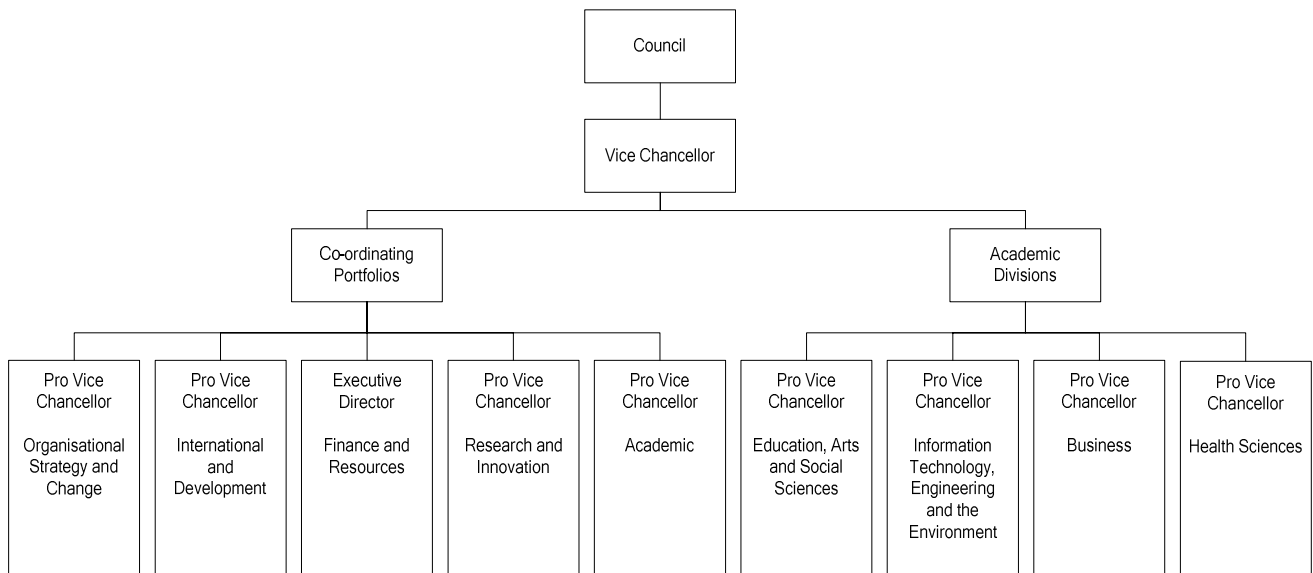 Council
Vice Chancellor
Co-ordinating
Portfolios
Academic
Divisions
Pro Vice
Chancellor
Organisational
Strategy and
Change
Pro Vice
Chancellor
International
and
Development
Executive
Director
Finance and
Resources
Pro Vice
Chancellor
Research and
Innovation
Pro Vice
Chancellor
Academic
Pro Vice
Chancellor
Education, Arts
and Social
Sciences
Pro Vice
Chancellor
Information
Technology,
Engineering
and the
Environment
Pro Vice
Chancellor
Business
Pro Vice
Chancellor
Health Sciences